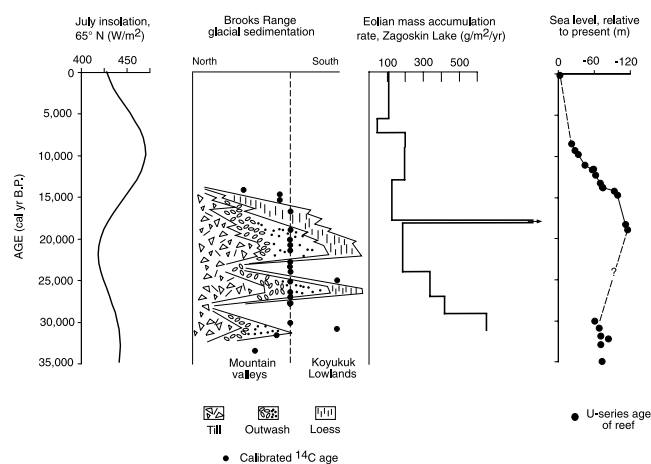 July insolation,
65° N (W/m2)
400 450
Brooks Range
glacial sedimentation
North South
Eolian mass accumulation
rate, Zagoskin Lake (g/m2/yr)
100 300 500
Sea level, relative
to present (m)
0 -60 -120
AGE (cal yr B.P.)
0
5,000
10,000
15,000
20,000
25,000
30,000
35,000
?
Mountain
valleys
Koyukuk
Lowlands
Till Outwash Loess
Calibrated 14C age
U-series age
of reef